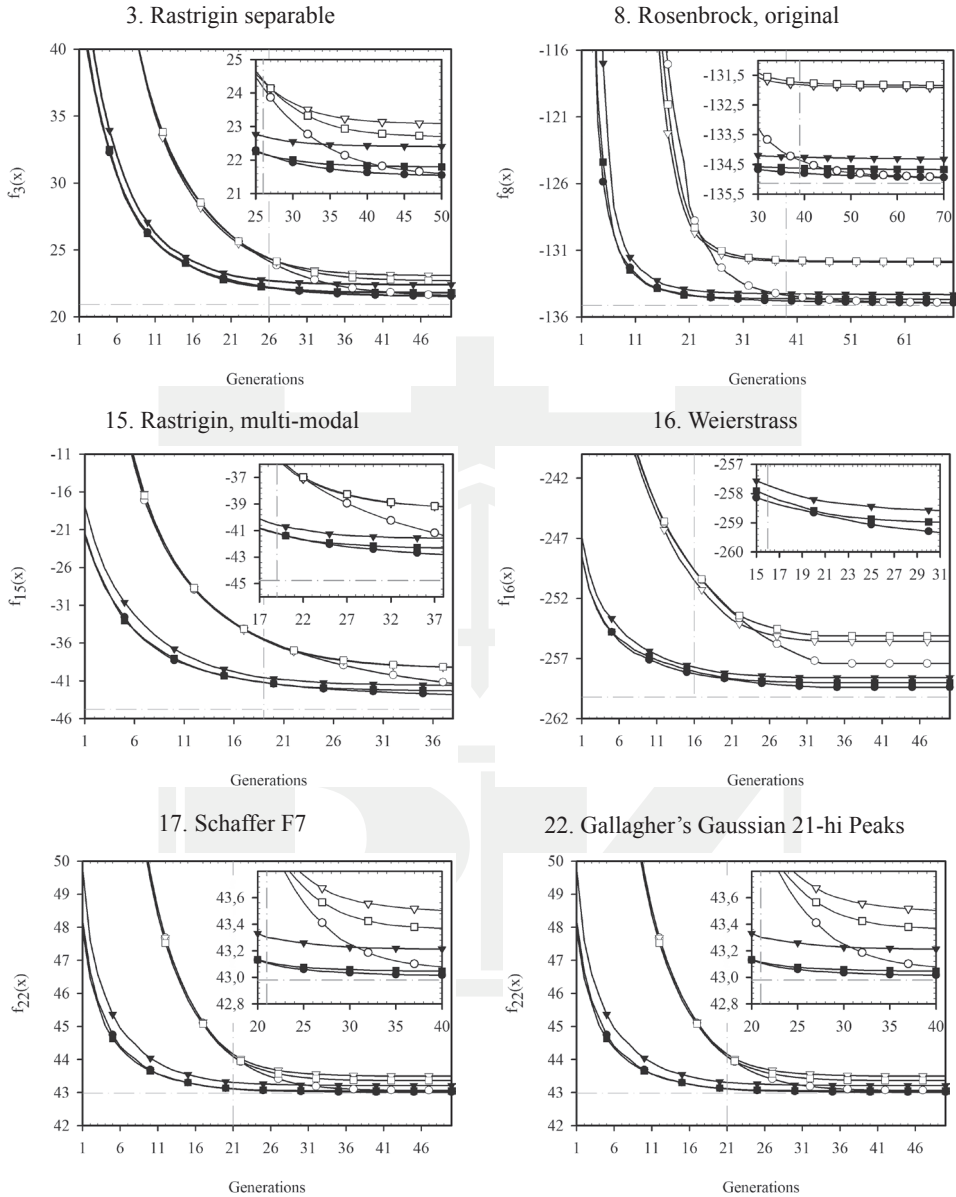 3. Rastrigin separable
40
30
20
f3(x)
25
24
23
22
21
25 30 35 40 45 50
1 6 11 16 21 26 31 36 41 46
Generations
8. Rosenbrock, original
-116
-121
-126
-131
-136
f8(x)
-131,5
-132,5
-133,5
-134,5
-135,5
30 40 50 60 70
1 11 21 31 41 51 61
Generations
15. Rastrigin, multi-modal
-11
-16
-21
-26
-31
-36
-41
-46
f15(x)
-37
-39
-41
-43
-45
17 22 27 32 37
1 6 11 16 21 26 31 36
Generations
16. Weierstrass
-242
-247
-252
-257
-262
f16(x)
-257
-258
-259
-260
15 17 19 21 23 25 27 29 31
1 6 11 16 21 26 31 36 41 46
Generations
17. Schaffer F7
50
49
48
47
46
45
44
43
42
f22(x)
43,6
43,4
43,2
43,0
42,8
20 25 30 35 40
1 6 11 16 21 26 31 36 41 46
Generations
22. Gallagher's Gaussian 21-hi Peaks
50
49
48
47
46
45
44
43
42
f22(x)
43,6
43,4
43,2
43,0
42,8
20 25 30 35 40
1 6 11 16 21 26 31 36 41 46
Generations